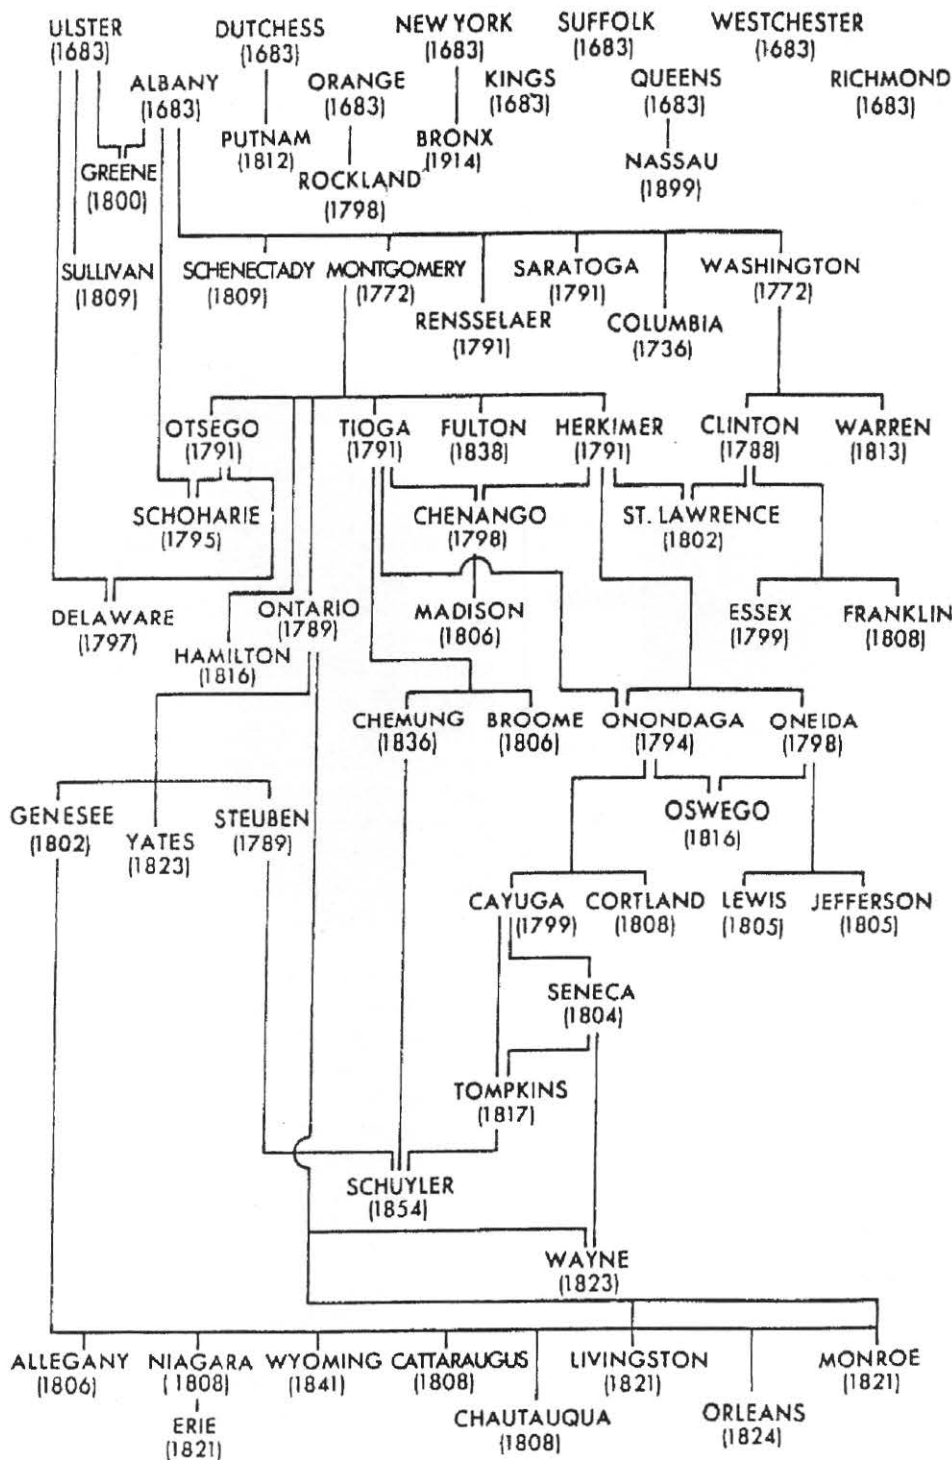 ULSTER
(1683)
DUTCHESS
(1683)
NEW YORK
(1683)
SUFFOLK
(1683)
WESTCHESTER
(1683)
ALBANY
(1683)
ORANGE
(1683)
KINGS
(1683)
QUEENS
(1683)
RICHMOND
(1683)
GREENE
(1800)
PUTNAM
(1812)
ROCKLAND
(1798)
BRONX
(1914)
NASSAU
(1899)
SULLIVAN
(1809)
SCHENECTADY
(1809)
MONTGOMERY
(1772)
RENSSELAER
(1791)
SARATOGA
(1791)
COLUMBIA
(1736)
WASHINGTON
(1772)
OTSEGO
(1791)
TIOGA
(1791)
FULTON
(1838)
HERKIMER
(1791)
CLINTON
(1788)
WARREN
(1813)
SCHOHARIE
(1795)
CHENANGO
(1798)
ST. LAWRENCE
(1802)
DELAWARE
(1797)
HAMILTON
(1816)
ONTARIO
(1789)
MADISON
(1806)
ESSEX
(1799)
FRANKLIN
(1808)
CHEMUNG
(1836)
BROOME
(1806)
ONONDAGA
(1794)
ONEIDA
(1798)
GENESEE
(1802)
YATES
(1823)
STEUBEN
(1789)
OSWEGO
(1816)
CAYUGA
(1799)
CORTLAND
(1808)
LEWIS
(1805)
JEFFERSON
(1805)
SENECA
(1804)
TOMPKINS
(1817)
SCHUYLER
(1854)
WAYNE
(1823)
ALLEGANY
(1806)
NIAGARA
(1808)
WYOMING
(1841)
CATTARAUGUS
(1808)
LIVINGSTON
(1821)
MONROE
(1821)
ERIE
(1821)
CHAUTAUQUA
(1808)
ORLEANS
(1824)